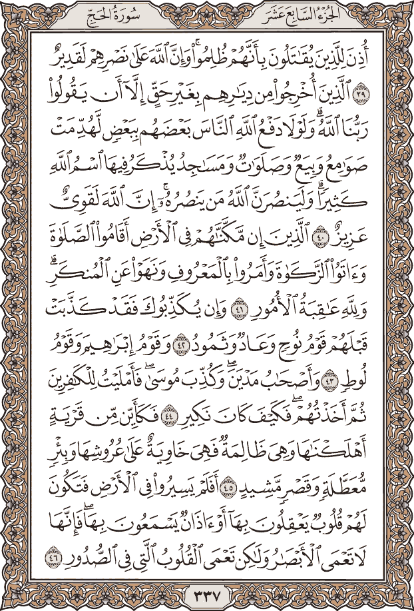 الجزء السابع عشر سورة الحج
أُذِنَ لِلَّذِينَ يُقَاتَلُونَ بِأَنَّهُمْ ظُلِمُوا۟ ۚ وَإِنَّ ٱللَّهَ عَلَىٰ نَصْرِهِمْ لَقَدِيرٌ
٣٩ ٱلَّذِينَ أُخْرِجُوا۟ مِن دِيَـٰرِهِم بِغَيْرِ حَقٍّ إِلَّآ أَن يَقُولُوا۟
رَبُّنَا ٱللَّهُ ۗ وَلَوْلَا دَفْعُ ٱللَّهِ ٱلنَّاسَ بَعْضَهُم بِبَعْضٍ لَّهُدِّمَتْ
صَوَٰمِعُ وَبِيَعٌ وَصَلَوَٰتٌ وَمَسَـٰجِدُ يُذْكَرُ فِيهَا ٱسْمُ ٱللَّهِ
كَثِيرًا ۗ وَلَيَنصُرَنَّ ٱللَّهُ مَن يَنصُرُهُۥٓ ۗ إِنَّ ٱللَّهَ لَقَوِىٌّ
عَزِيزٌ ٤٠ ٱلَّذِينَ إِن مَّكَّنَّـٰهُمْ فِى ٱلْأَرْضِ أَقَامُوا۟ ٱلصَّلَوٰةَ
وَءَاتَوُا۟ ٱلزَّكَوٰةَ وَأَمَرُوا۟ بِٱلْمَعْرُوفِ وَنَهَوْا۟ عَنِ ٱلْمُنكَرِ ۗ
وَلِلَّهِ عَـٰقِبَةُ ٱلْأُمُورِ ٤١ وَإِن يُكَذِّبُوكَ فَقَدْ كَذَّبَتْ
قَبْلَهُمْ قَوْمُ نُوحٍ وَعَادٌ وَثَمُودُ ٤٢ وَقَوْمُ إِبْرَٰهِيمَ وَقَوْمُ
لُوطٍ ٤٣ وَأَصْحَـٰبُ مَدْيَنَ ۖ وَكُذِّبَ مُوسَىٰ فَأَمْلَيْتُ لِلْكَـٰفِرِينَ
ثُمَّ أَخَذْتُهُمْ ۖ فَكَيْفَ كَانَ نَكِيرِ ٤٤ فَكَأَيِّن مِّن قَرْيَةٍ
أَهْلَكْنَـٰهَا وَهِىَ ظَالِمَةٌ فَهِىَ خَاوِيَةٌ عَلَىٰ عُرُوشِهَا وَبِئْرٍ
مُّعَطَّلَةٍ وَقَصْرٍ مَّشِيدٍ ٤٥ أَفَلَمْ يَسِيرُوا۟ فِى ٱلْأَرْضِ فَتَكُونَ
لَهُمْ قُلُوبٌ يَعْقِلُونَ بِهَآ أَوْ ءَاذَانٌ يَسْمَعُونَ بِهَا ۖ فَإِنَّهَا
لَا تَعْمَى ٱلْأَبْصَـٰرُ وَلَـٰكِن تَعْمَى ٱلْقُلُوبُ ٱلَّتِى فِى ٱلصُّدُورِ ٤٦
٣٣٧